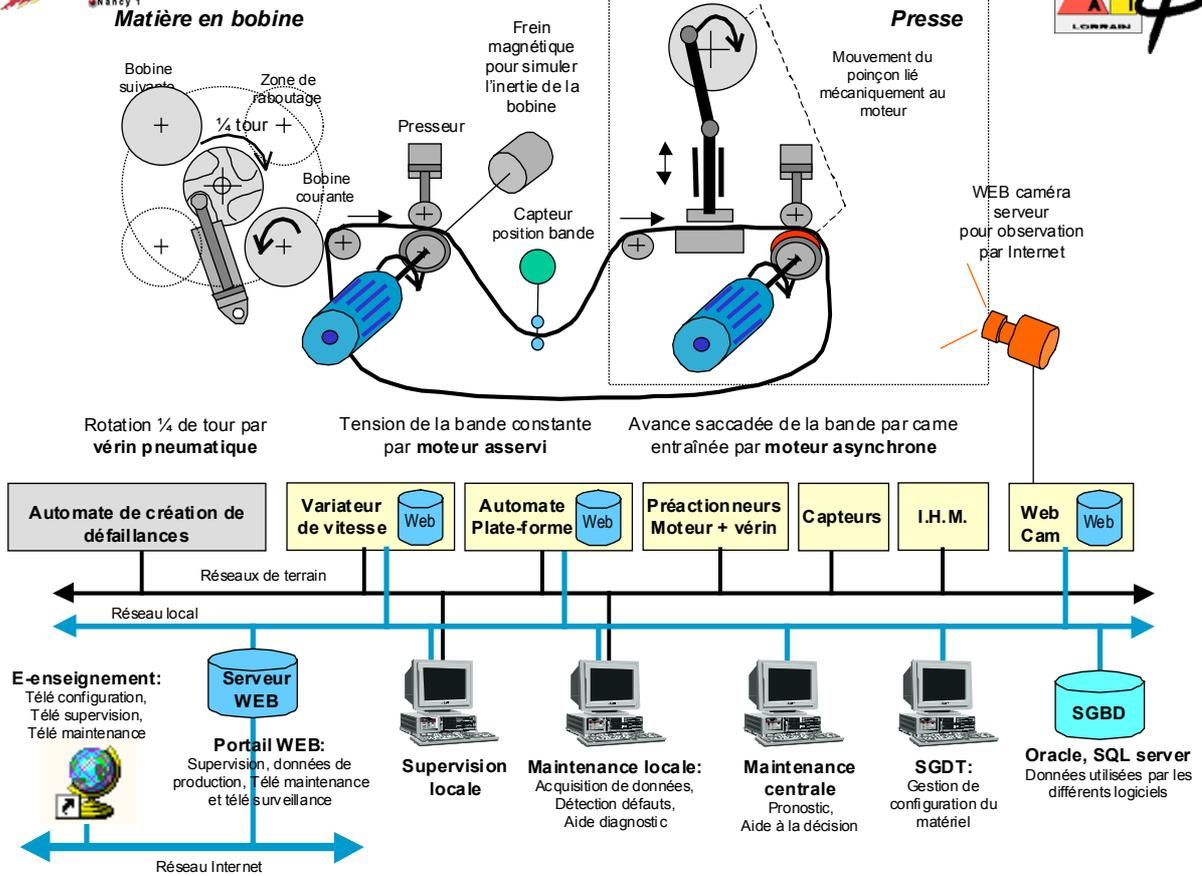 Nancy 1
Matière en bobine
Presse
A I
LORRAIN
Frein
magnétique
pour simuler
l'inertie de la
bobine
Mouvement du
poinçon lié
mécaniquement au
moteur
Bobine
suivante
Zone de
raboutage
¼ tour
Presseur
Bobine
courante
Capteur
position bande
WEB caméra
serveur
pour observation
par Internet
Rotation ¼ de tour par
vérin pneumatique
Tension de la bande constante
par moteur asservi
Avance saccadée de la bande par came
entraînée par moteur asynchrone
Automate de création de
défaillances
Variateur
de vitesse
Web
Automate
Plate-forme
Web
Préactionneurs
Moteur + vérin
Capteurs
I.H.M.
Web
Cam
Web
Réseaux de terrain
Réseau local
E-enseignement:
Télé configuration,
Télé supervision,
Télé maintenance
Serveur
WEB
Portail WEB:
Supervision, données de
production, Télé maintenance
et télé surveillance
Supervision
locale
Maintenance locale:
Acquisition de données,
Détection défauts,
Aide diagnostic
Maintenance
centrale
Pronostic,
Aide à la décision
SGDT:
Gestion de
configuration du
matériel
SGBD
Oracle, SQL server
Données utilisées par les
différents logiciels
Réseau Internet